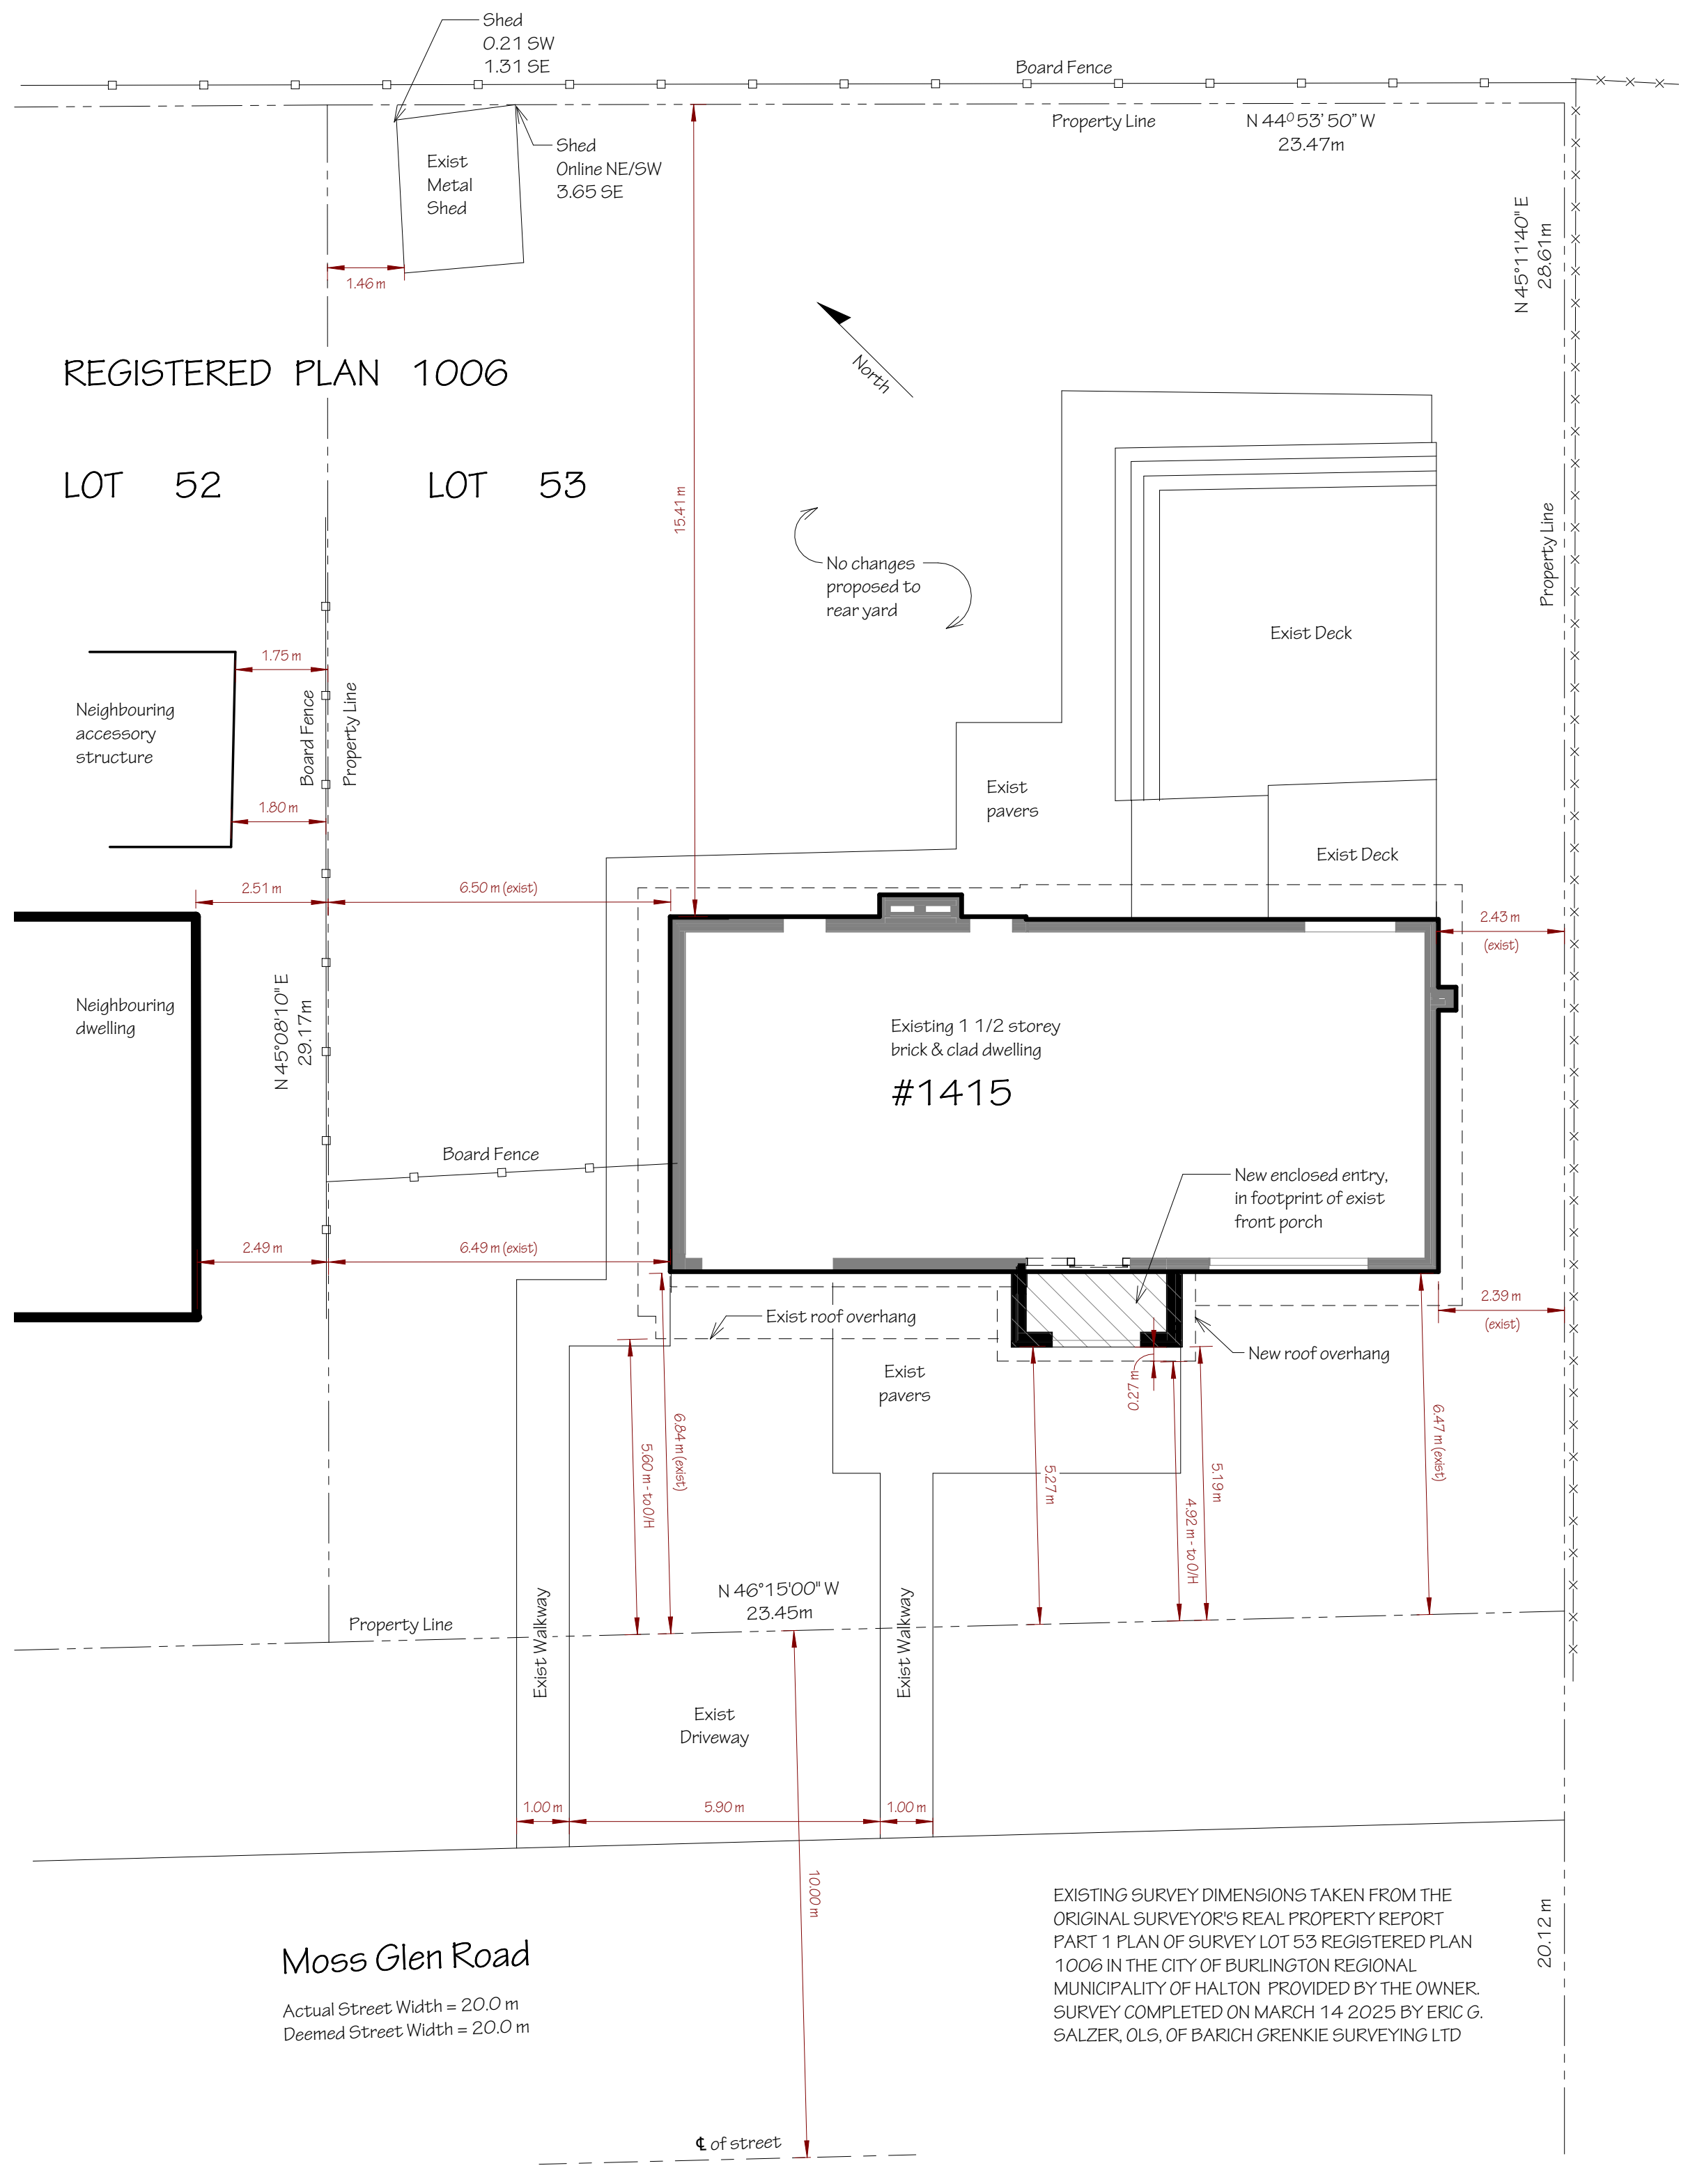 Shed
0.21 SW
1.31 SE
Board Fence
Property Line
N 44⁰ 53' 50" W
23.47m
Shed
Online NE/SW
3.65 SE
Exist
Metal
Shed
1.46 m
N 45°11'40" E
28.61m
North
REGISTERED PLAN 1006
LOT 52
LOT 53
15.41 m
No changes
proposed to
rear yard
Property Line
Exist Deck
1.75 m
Neighbouring
accessory
structure
Board Fence
Property Line
1.80 m
Exist
pavers
Exist Deck
2.51 m
6.50 m (exist)
2.43 m
(exist)
Neighbouring
dwelling
N 45°08'10" E
29.17m
Existing 1 1/2 storey
brick & clad dwelling
#1415
Board Fence
New enclosed entry,
in footprint of exist
front porch
2.49 m
6.49 m (exist)
2.39 m
(exist)
Exist roof overhang
New roof overhang
Exist
pavers
0.27 m
6.84 m (exist)
5.60 m - to O/H
5.27 m
5.19m
4.92 m - to O/H
6.47 m (exist)
N 46°15'00" W
23.45m
Property Line
Exist Walkway
Exist Walkway
Exist
Driveway
1.00 m
5.90 m
1.00 m
10.00 m
Moss Glen Road
Actual Street Width = 20.0 m
Deemed Street Width = 20.0 m
EXISTING SURVEY DIMENSIONS TAKEN FROM THE
ORIGINAL SURVEYOR'S REAL PROPERTY REPORT
PART 1 PLAN OF SURVEY LOT 53 REGISTERED PLAN
1006 IN THE CITY OF BURLINGTON REGIONAL
MUNICIPALITY OF HALTON PROVIDED BY THE OWNER.
SURVEY COMPLETED ON MARCH 14 2025 BY ERIC G.
SALZER, OLS, OF BARICH GRENKIE SURVEYING LTD
20.12 m
℄ of street